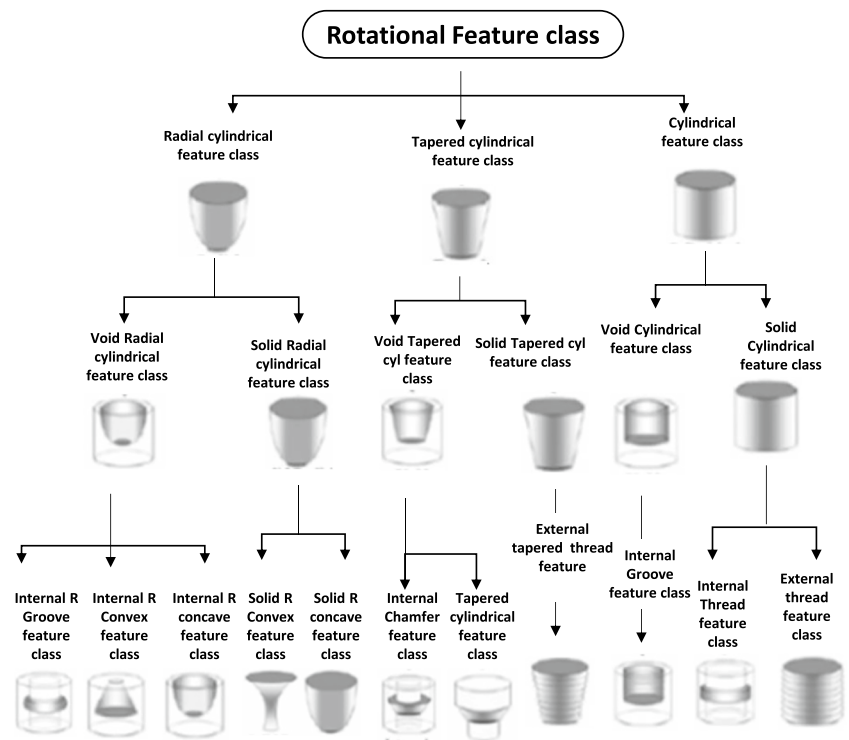 Rotational Feature class
Radial cylindrical
feature class
Tapered cylindrical
feature class
Cylindrical
feature class
Void Radial
cylindrical
feature class
Solid Radial
cylindrical
feature class
Void Tapered
cyl feature
class
Solid Tapered cyl
feature class
Void Cylindrical
feature class
Solid
Cylindrical
feature class
External
tapered thread
feature
Internal
Groove
feature class
Internal R
Groove
feature
class
Internal R
Convex
feature
class
Internal R
concave
feature
class
Solid R
Convex
feature
class
Solid R
concave
feature
class
Internal
Chamfer
feature
class
Tapered
cylindrical
feature
class
Internal
Thread
feature
class
External
thread
feature
class